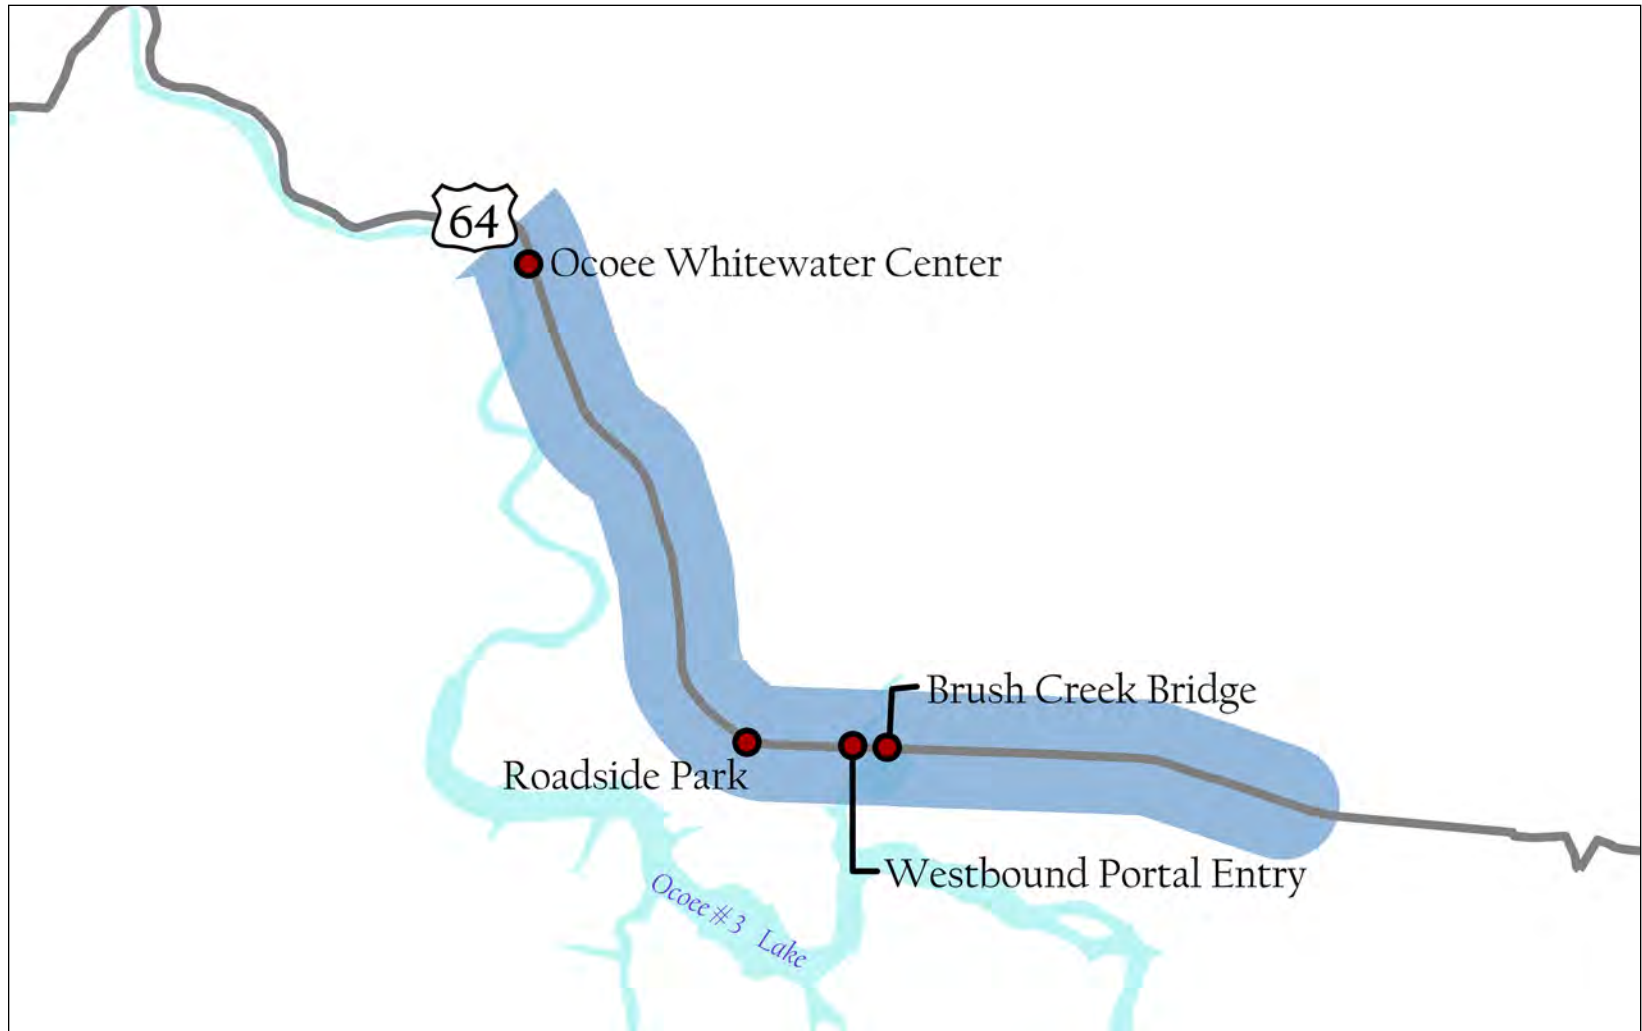 64
Ocoee Whitewater Center
Brush Creek Bridge
Roadside Park
Westbound Portal Entry
Ocoee #3 Lake